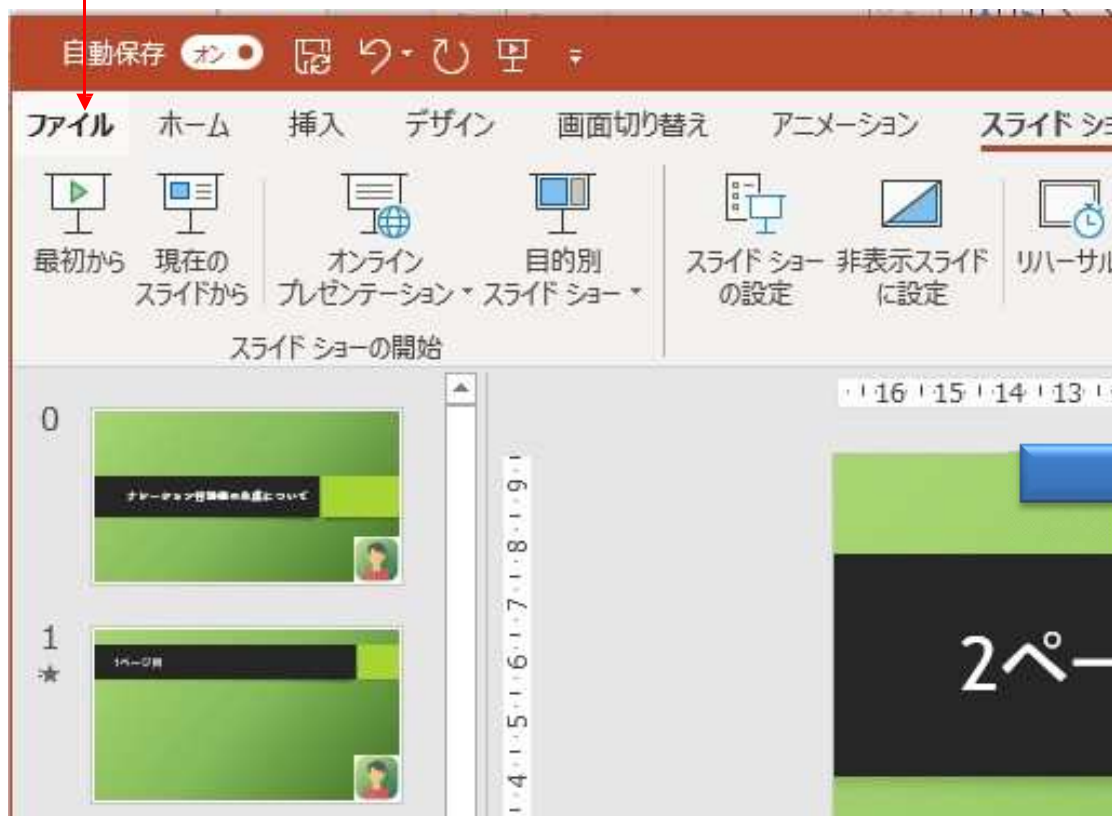 自動保存 オン
ファイル ホーム 挿入 デザイン 画面切り替え アニメーション スライド ショ
最初から 現在の オンライン 目的別 スライド ショー 非表示スライド リハーサル
スライドから プレゼンテーション スライド ショー の設定 に設定
スライド ショーの開始
16 15 14 13
0
9
8
7
1
1ページ目
6
2ペー
5
4